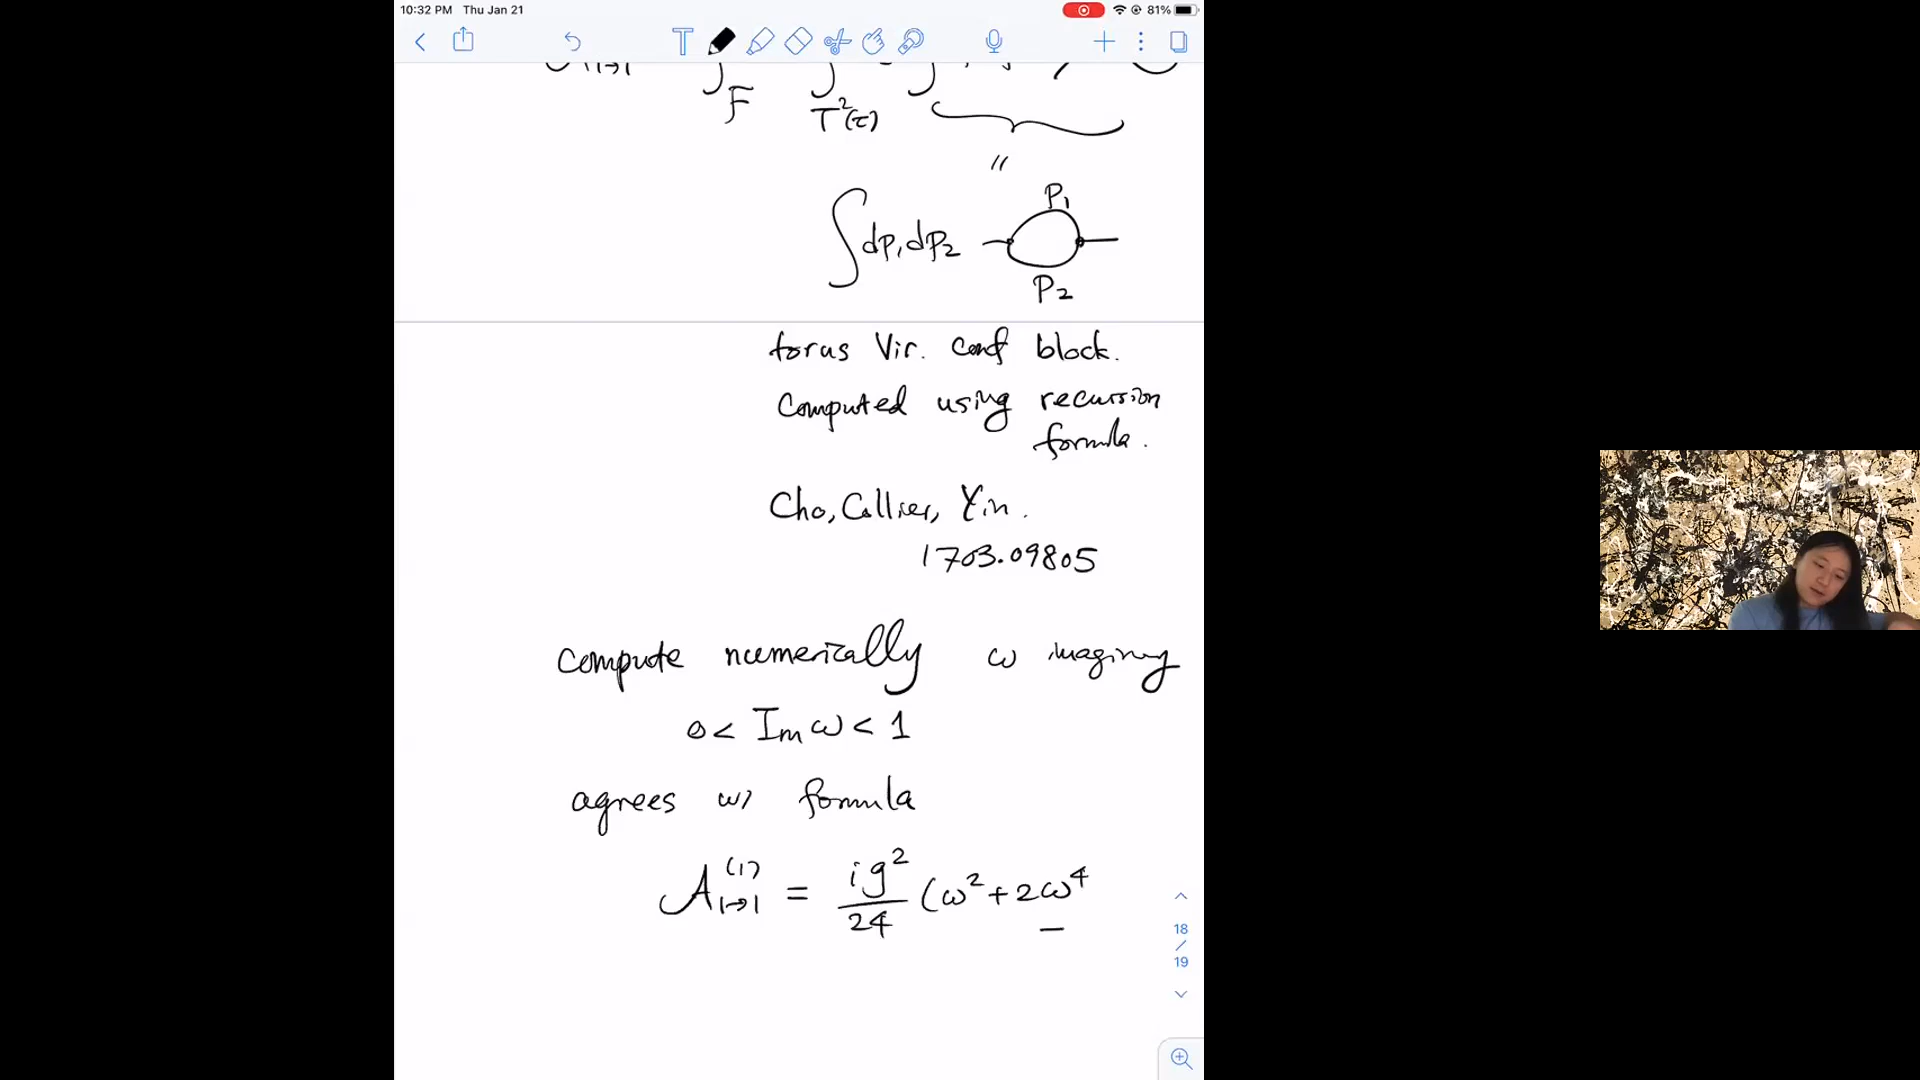 10:32 PM Thu Jan 21
81%
T
1→1
F
T²(τ)
"
P₁
∫dP₁dP₂
P₂
torus Vir. conf block.
computed using recursion
formula.
Cho, Collier, Yin.
1703.09805
compute numerically ω imaginary
0 < Im ω < 1
agrees w/ formula
A⁽¹⁾₁→₁ = ig²/24 (ω² + 2ω⁴
18
/
19